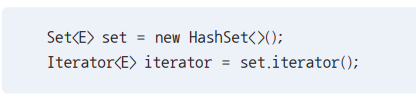 Set<E> set = new HashSet<>();
Iterator<E> iterator = set.iterator();